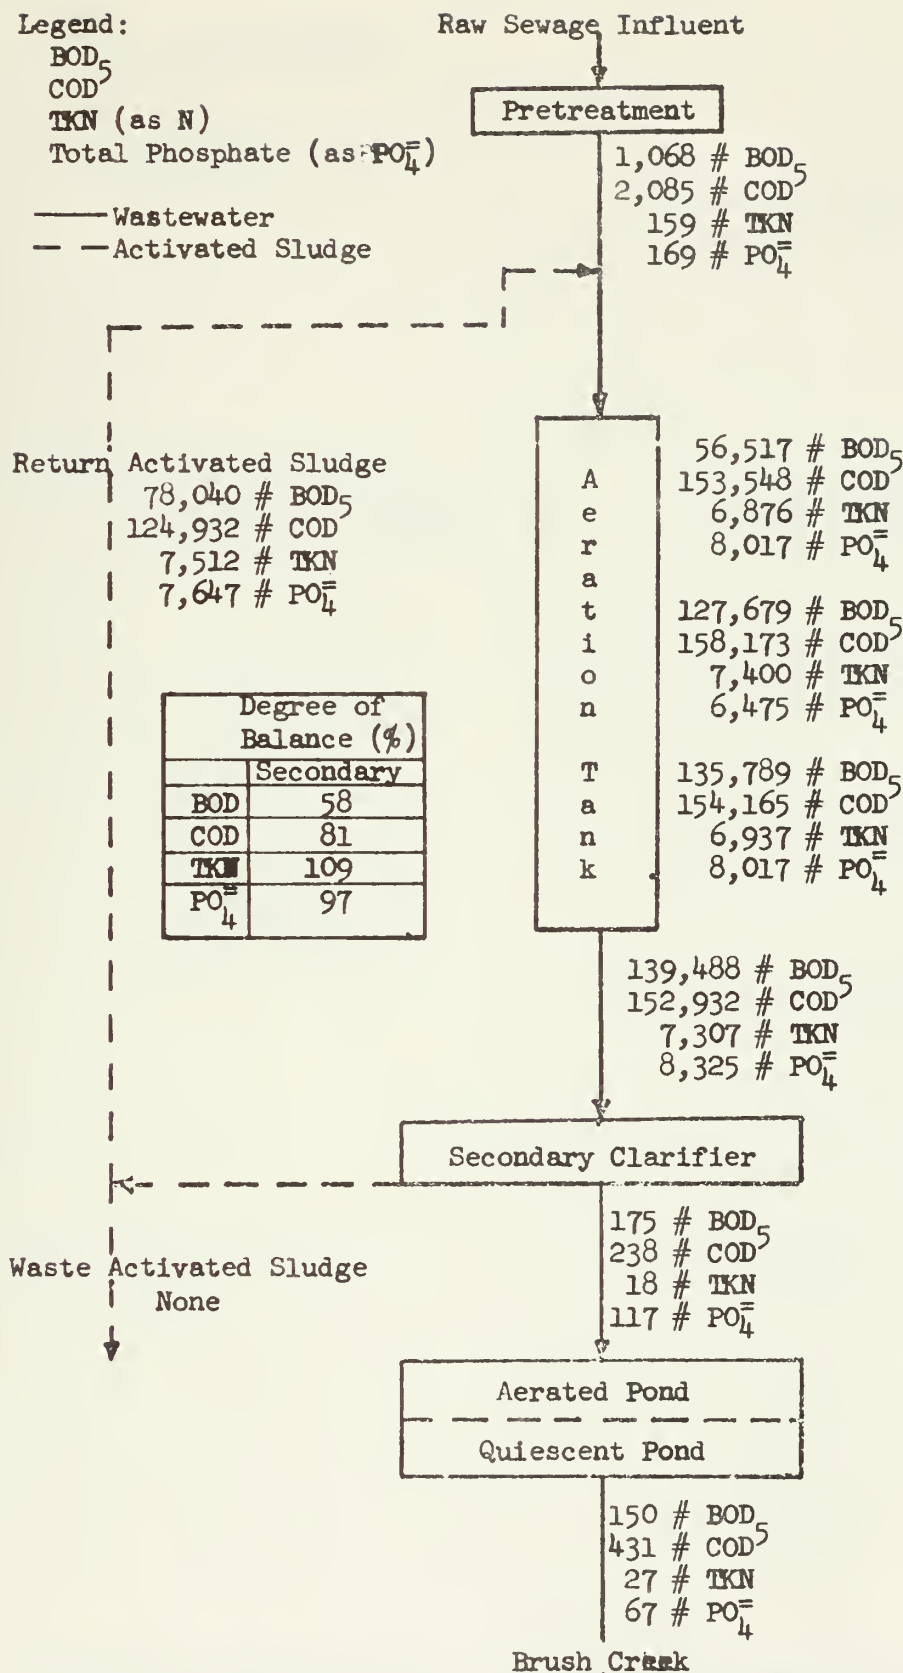 Legend:
BOD5
COD
TKN (as N)
Total Phosphate (as PO4=)
Wastewater
Activated Sludge
Raw Sewage Influent
Pretreatment
1,068 # BOD5
2,085 # COD
159 # TKN
169 # PO4=
Return Activated Sludge
78,040 # BOD5
124,932 # COD
7,512 # TKN
7,647 # PO4=
Aeration Tank
56,517 # BOD5
153,548 # COD
6,876 # TKN
8,017 # PO4=
127,679 # BOD5
158,173 # COD
7,400 # TKN
6,475 # PO4=
135,789 # BOD5
154,165 # COD
6,937 # TKN
8,017 # PO4=
Degree of
Balance (%)
Secondary
BOD 58
COD 81
TKN 109
PO4= 97
139,488 # BOD5
152,932 # COD
7,307 # TKN
8,325 # PO4=
Secondary Clarifier
175 # BOD5
238 # COD
18 # TKN
117 # PO4=
Waste Activated Sludge
None
Aerated Pond
Quiescent Pond
150 # BOD5
431 # COD
27 # TKN
67 # PO4=
Brush Creek